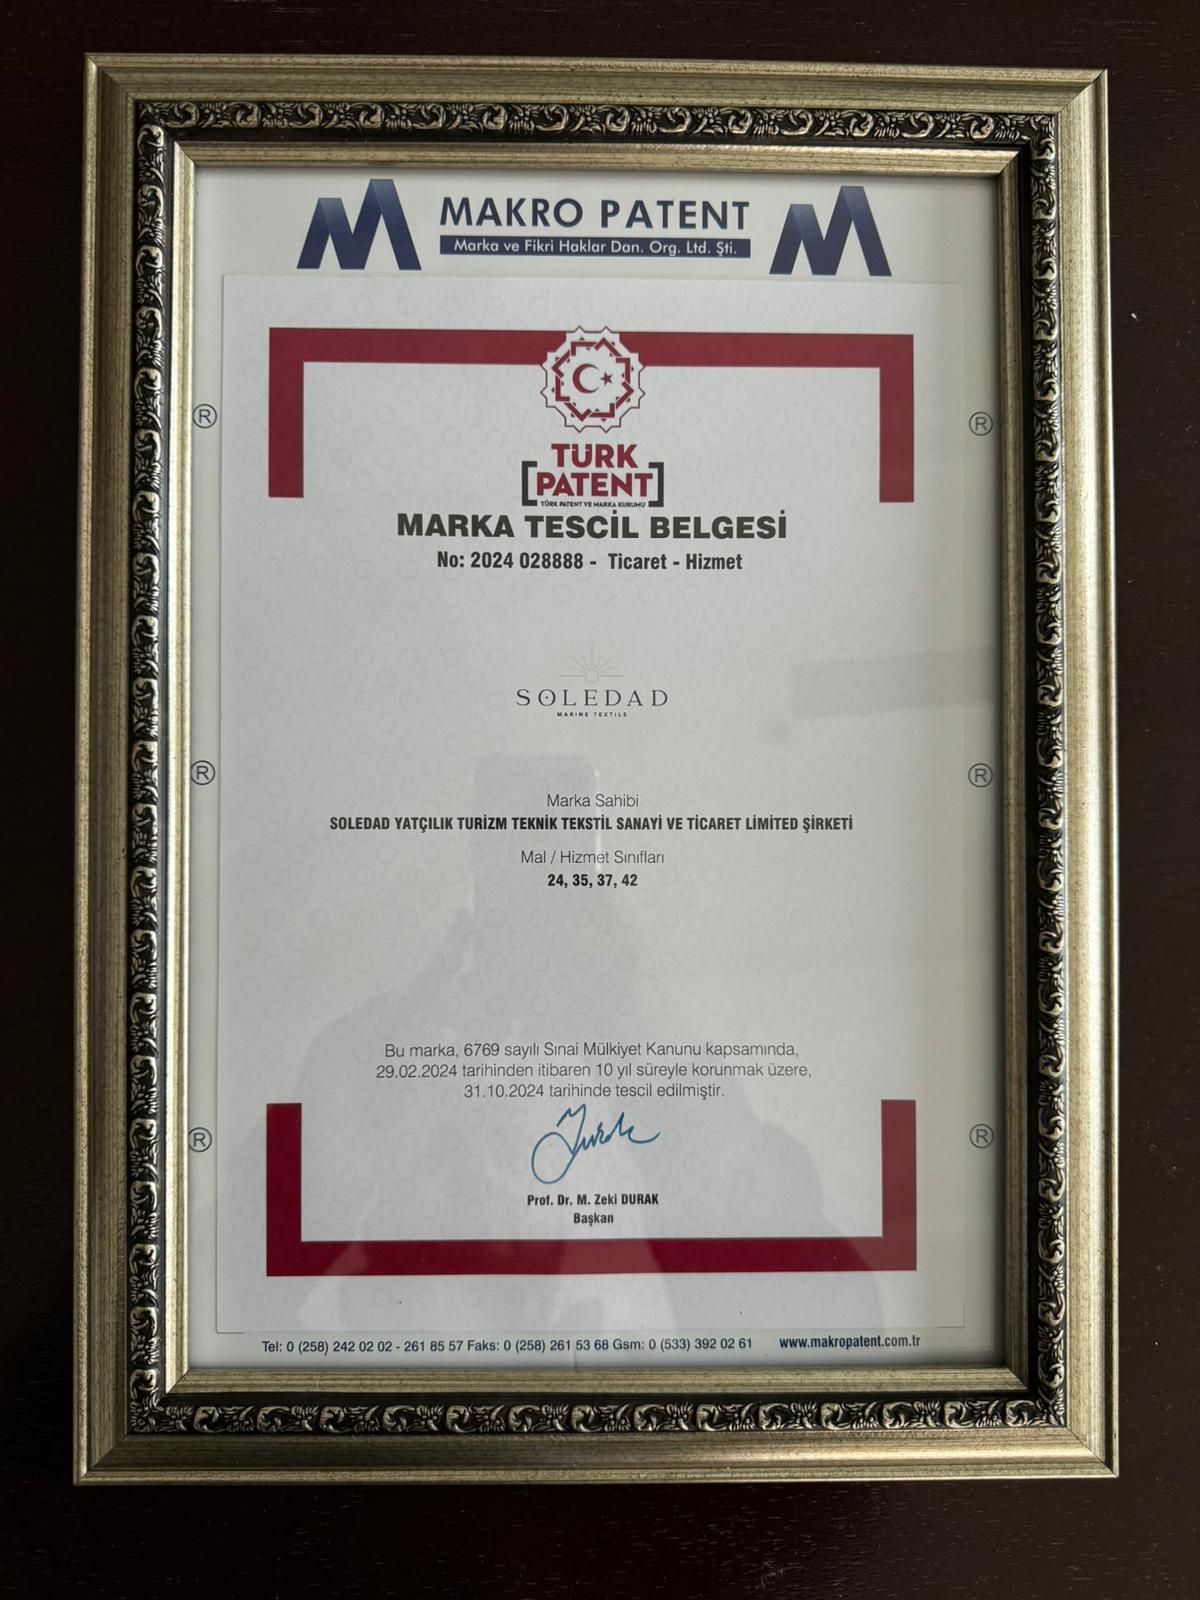 MAKRO PATENT
Marka ve Fikri Haklar Dan. Org. Ltd. Şti.
TÜRK
PATENT
TÜRK PATENT VE MARKA KURUMU
MARKA TESCİL BELGESİ
No: 2024 028888 - Ticaret - Hizmet
SOLEDAD
MARINE TEXTILE
Marka Sahibi
SOLEDAD YATÇILIK TURİZM TEKNİK TEKSTİL SANAYİ VE TİCARET LİMİTED ŞİRKETİ
Mal / Hizmet Sınıfları
24, 35, 37, 42
Bu marka, 6769 sayılı Sınai Mülkiyet Kanunu kapsamında,
29.02.2024 tarihinden itibaren 10 yıl süreyle korunmak üzere,
31.10.2024 tarihinde tescil edilmiştir.
Prof. Dr. M. Zeki DURAK
Başkan
Tel: 0 (258) 242 02 02 - 261 85 57 Faks: 0 (258) 261 53 68 Gsm: 0 (533) 392 02 61 www.makropatent.com.tr
® ®
® ®
® ®